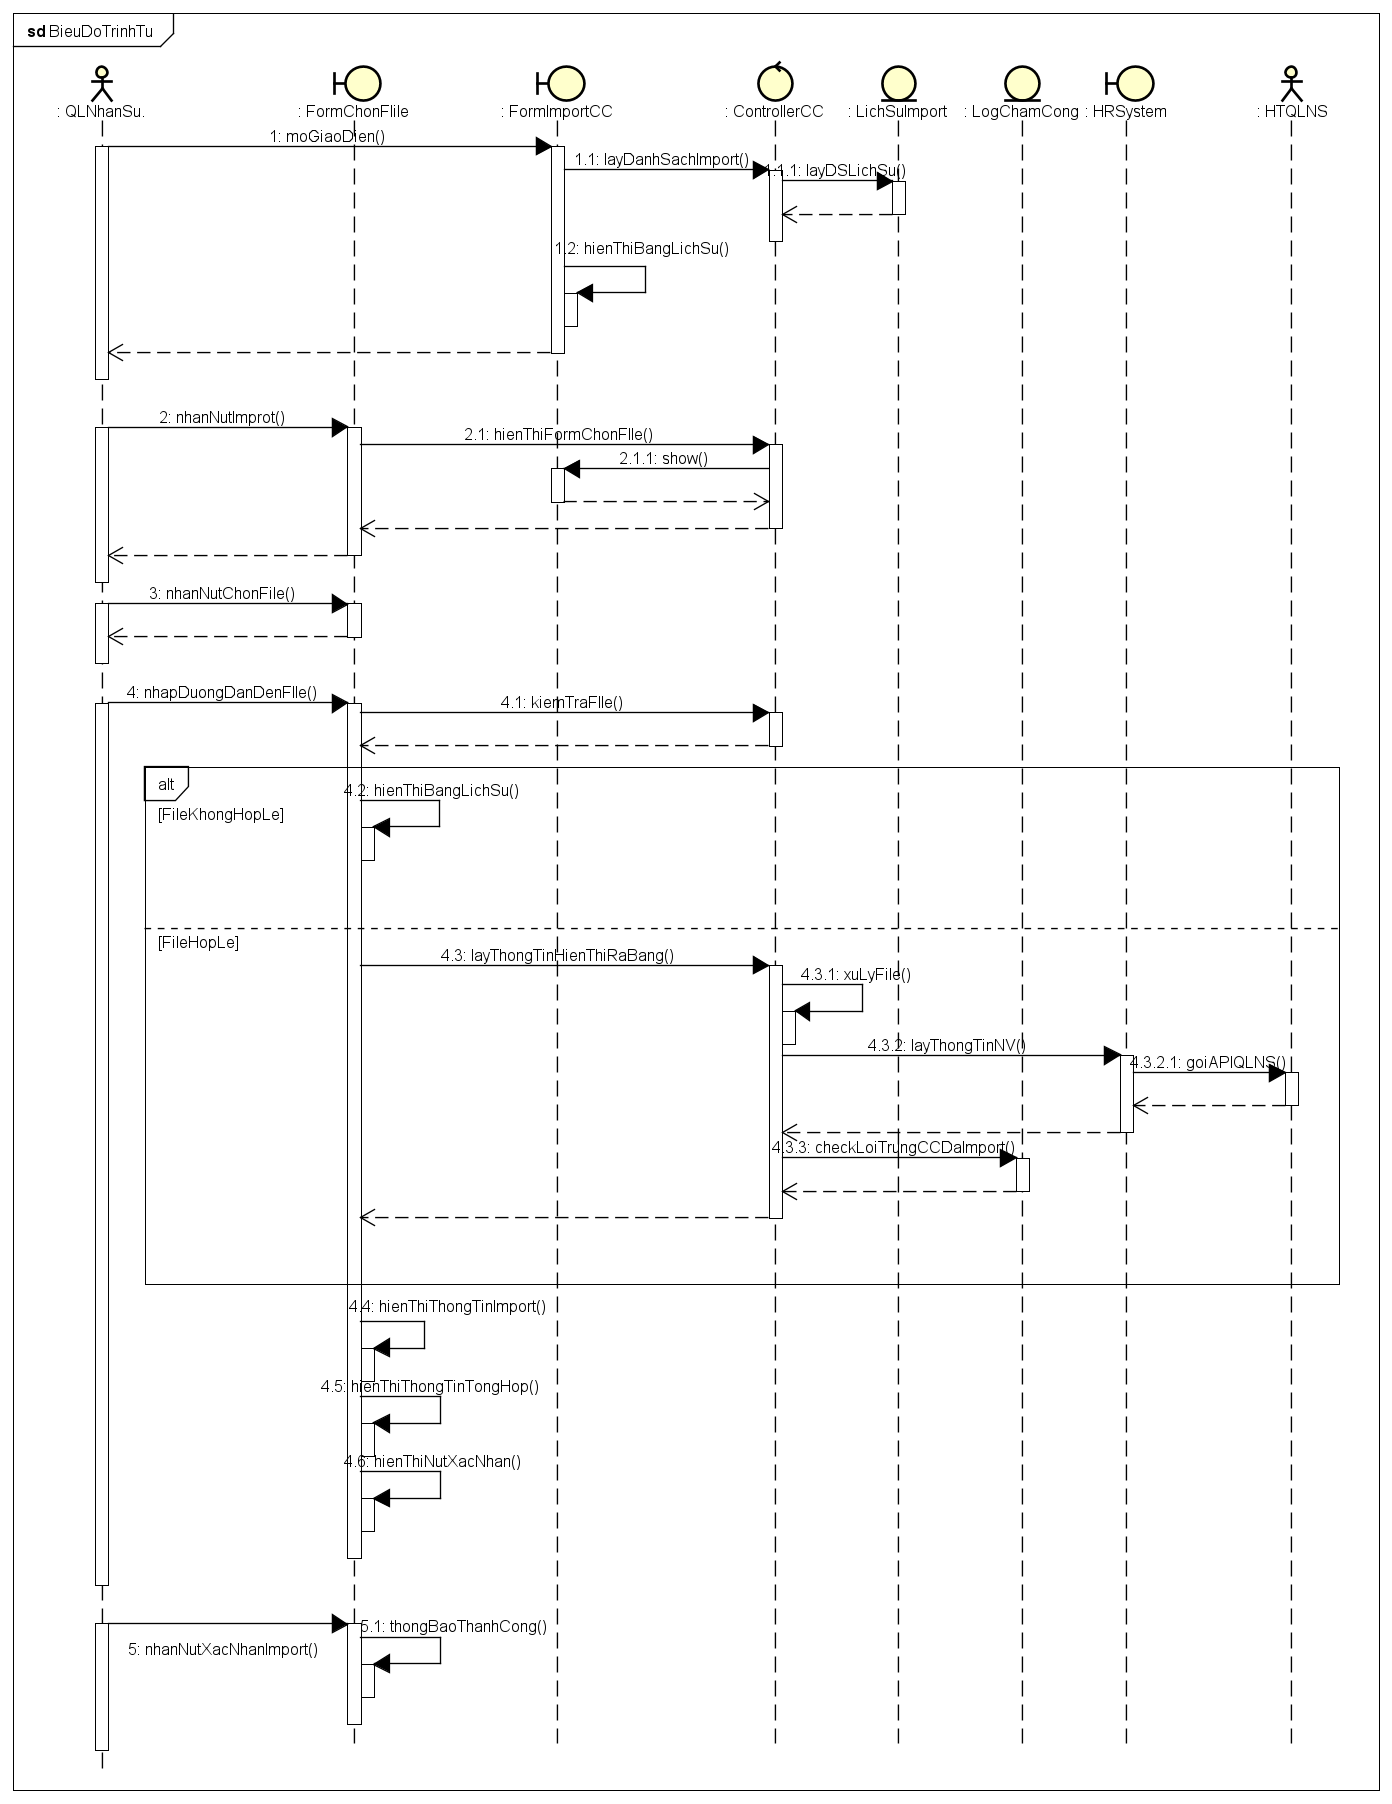 sd BieuDoTrinhTu
: QLNhanSu.
: FormChonFIile
: FormImportCC
: ControllerCC
: LichSuImport
: LogChamCong
: HRSystem
: HTQLNS
1: moGiaoDien()
1.1: layDanhSachImport()
1.1.1: layDSLichSu()
1.2: hienThiBangLichSu()
2: nhanNutImprot()
2.1: hienThiFormChonFIle()
2.1.1: show()
3: nhanNutChonFile()
4: nhapDuongDanDenFIle()
4.1: kiemTraFIle()
alt
4.2: hienThiBangLichSu()
[FileKhongHopLe]
[FileHopLe]
4.3: layThongTinHienThiRaBang()
4.3.1: xuLyFile()
4.3.2: layThongTinNV()
4.3.2.1: goiAPIQLNS()
4.3.3: checkLoiTrungCCDaImport()
4.4: hienThiThongTinImport()
4.5: hienThiThongTinTongHop()
4.6: hienThiNutXacNhan()
5.1: thongBaoThanhCong()
5: nhanNutXacNhanImport()